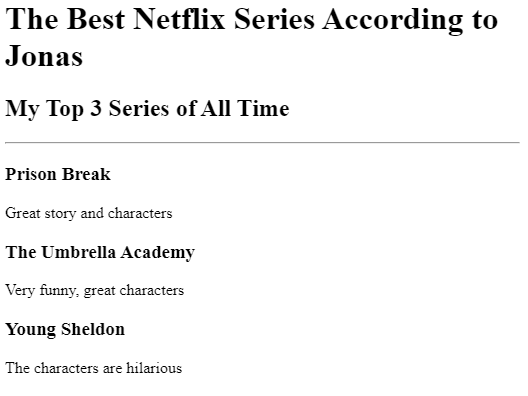 The Best Netflix Series According to
Jonas
My Top 3 Series of All Time
Prison Break
Great story and characters
The Umbrella Academy
Very funny, great characters
Young Sheldon
The characters are hilarious